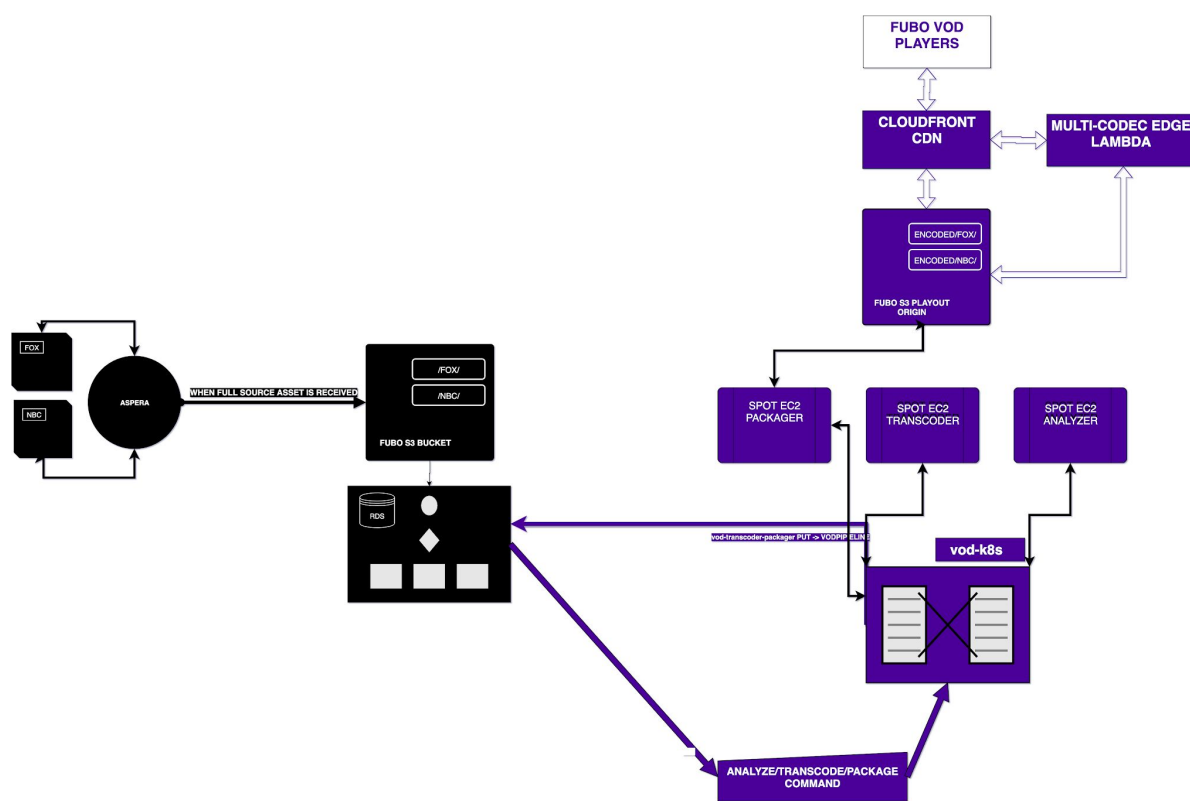 FUBO VOD
PLAYERS
CLOUDFRONT
CDN
MULTI-CODEC EDGE
LAMBDA
ENCODED/FOX/
ENCODED/NBC/
FUBO S3 PLAYOUT
ORIGIN
FOX
NBC
ASPERA
WHEN FULL SOURCE ASSET IS RECEIVED
/FOX/
/NBC/
FUBO S3 BUCKET
SPOT EC2
PACKAGER
SPOT EC2
TRANSCODER
SPOT EC2
ANALYZER
RDS
vod-transcoder-packager PUT -> VODPIPELINE
vod-k8s
ANALYZE/TRANSCODE/PACKAGE
COMMAND